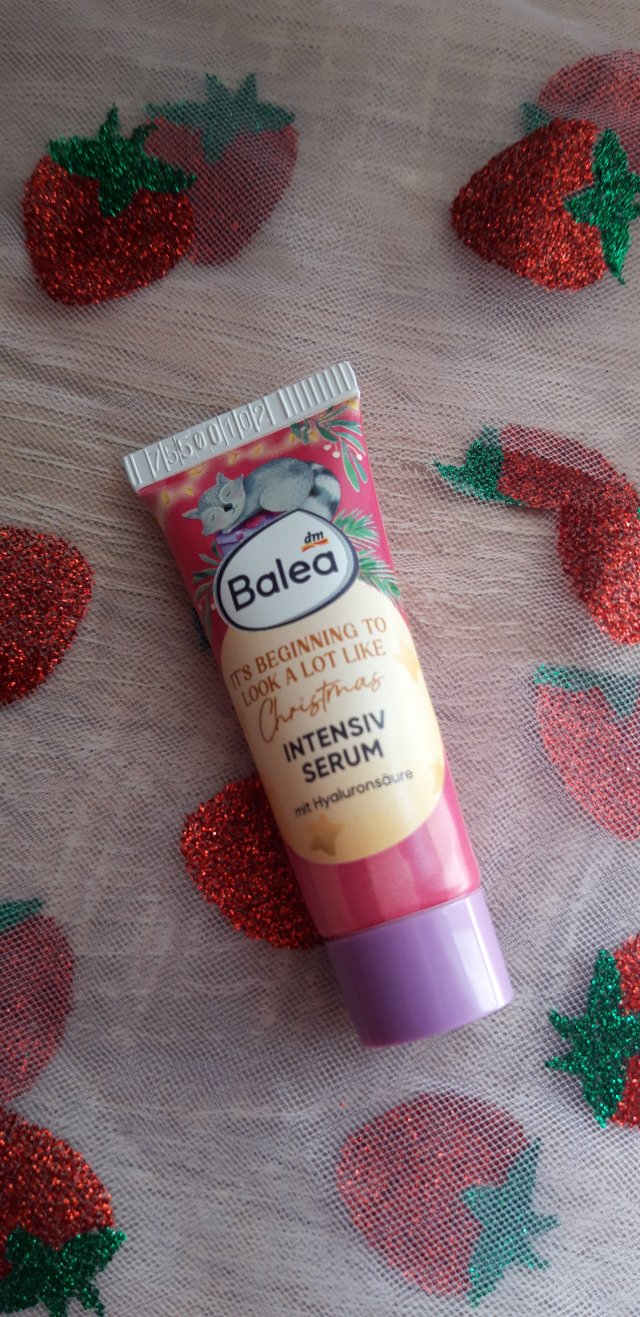 dm
Balea
IT'S BEGINNING TO
LOOK A LOT LIKE
Christmas
INTENSIV
SERUM
mit Hyaluronsäure